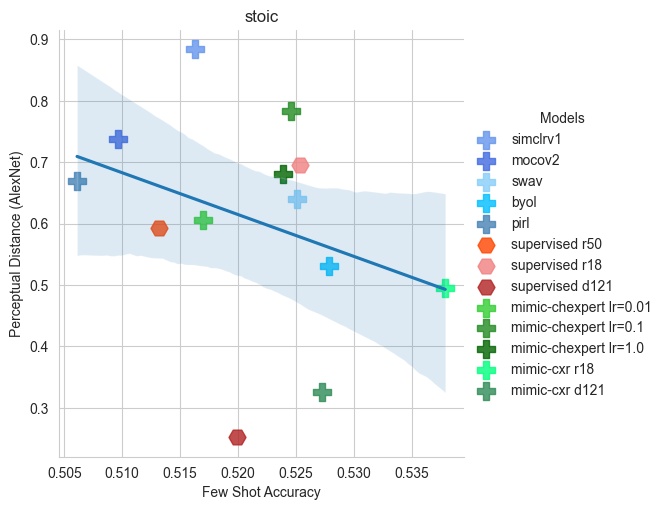 stoic
0.9
0.8
0.7
0.6
0.5
0.4
0.3
Perceptual Distance (AlexNet)
0.505 0.510 0.515 0.520 0.525 0.530 0.535
Few Shot Accuracy
Models
simclrv1
mocov2
swav
byol
pirl
supervised r50
supervised r18
supervised d121
mimic-chexpert lr=0.01
mimic-chexpert lr=0.1
mimic-chexpert lr=1.0
mimic-cxr r18
mimic-cxr d121